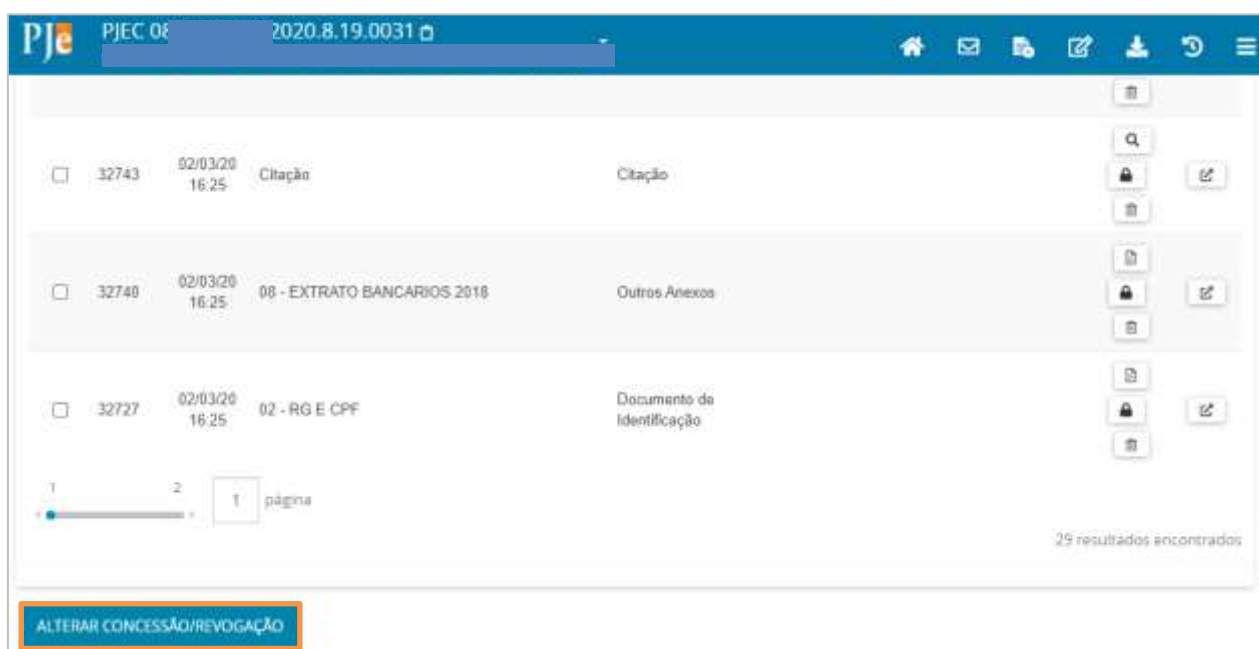 PJe PJEC 08 2020.8.19.0031
32743 02/03/20 16:25 Citação Citação
32740 02/03/20 16:25 08 - EXTRATO BANCARIOS 2018 Outros Anexos
32727 02/03/20 16:25 02 - RG E CPF Documento de Identificação
1 2 1 página
29 resultados encontrados
ALTERAR CONCESSÃO/REVOGAÇÃO